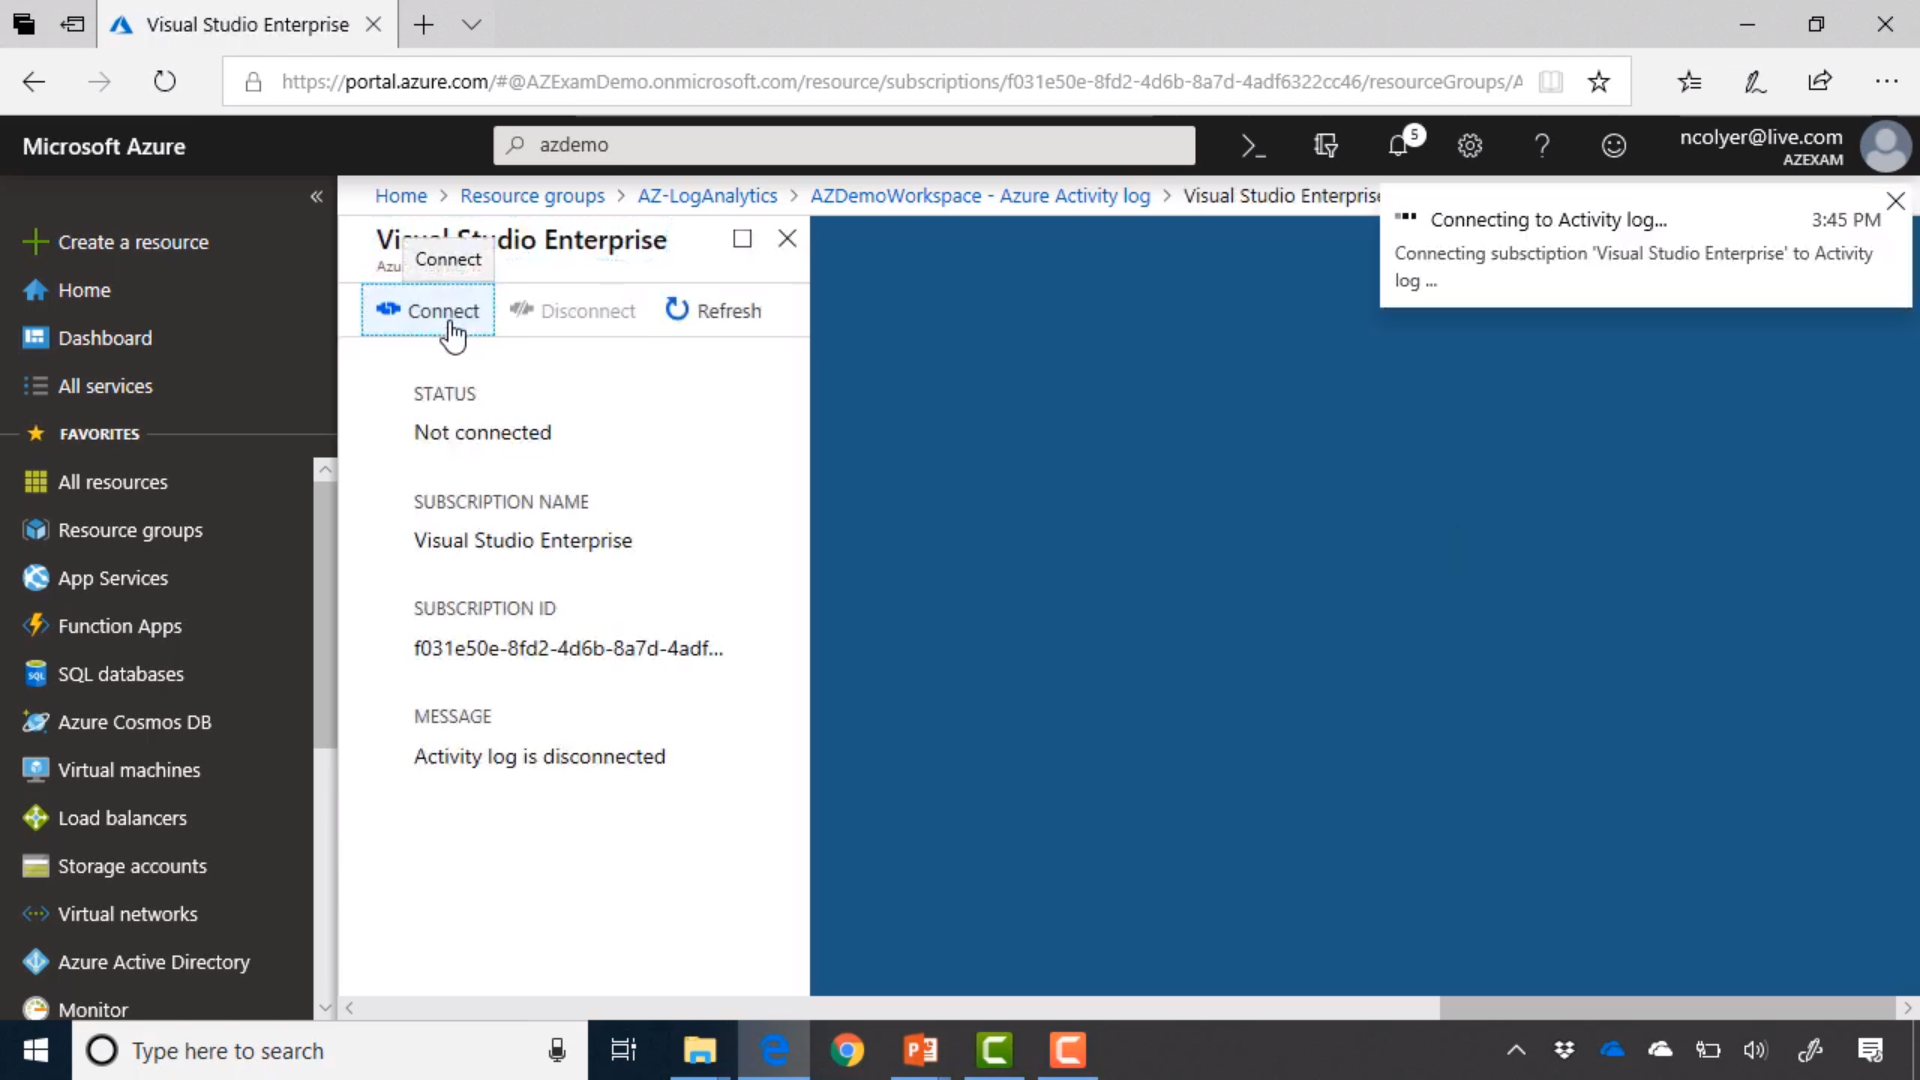 Visual Studio Enterprise
https://portal.azure.com/#@AZExamDemo.onmicrosoft.com/resource/subscriptions/f031e50e-8fd2-4d6b-8a7d-4adf6322cc46/resourceGroups/A
Microsoft Azure
azdemo
5
ncolyer@live.com
AZEXAM
Home > Resource groups > AZ-LogAnalytics > AZDemoWorkspace - Azure Activity log > Visual Studio Enterprise
Connecting to Activity log... 3:45 PM
Connecting subsctiption 'Visual Studio Enterprise' to Activity
log ...
Create a resource
Home
Dashboard
All services
FAVORITES
All resources
Resource groups
App Services
Function Apps
SQL databases
Azure Cosmos DB
Virtual machines
Load balancers
Storage accounts
Virtual networks
Azure Active Directory
Monitor
Visual Studio Enterprise
Connect
Connect Disconnect Refresh
STATUS
Not connected
SUBSCRIPTION NAME
Visual Studio Enterprise
SUBSCRIPTION ID
f031e50e-8fd2-4d6b-8a7d-4adf...
MESSAGE
Activity log is disconnected
Type here to search